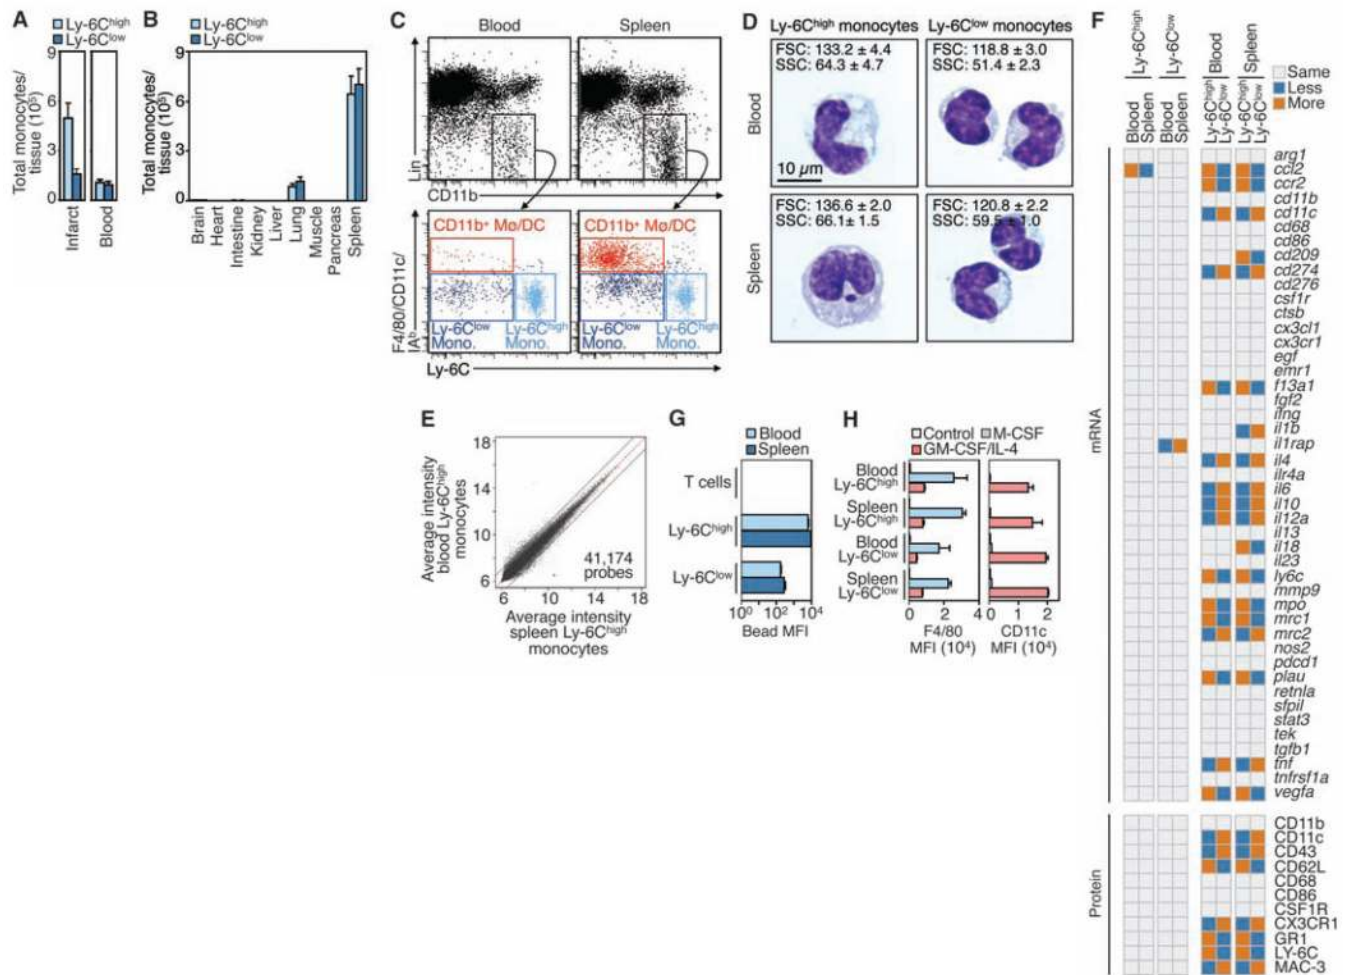 A
Ly-6Chigh
Ly-6Clow
Total monocytes/
tissue (10⁵)
9
6
3
0
Infarct
Blood
B
Ly-6Chigh
Ly-6Clow
Total monocytes/
tissue (10⁵)
9
6
3
0
Brain
Heart
Intestine
Kidney
Liver
Lung
Muscle
Pancreas
Spleen
C
Blood
Spleen
Lin
CD11b
CD11b⁺ Mø/DC
CD11b⁺ Mø/DC
F4/80/CD11c/
IAᵇ
Ly-6Clow
Mono.
Ly-6Chigh
Mono.
Ly-6Clow
Mono.
Ly-6Chigh
Mono.
Ly-6C
D
Ly-6Chigh monocytes
Ly-6Clow monocytes
Blood
FSC: 133.2 ± 4.4
SSC: 64.3 ± 4.7
10 µm
FSC: 118.8 ± 3.0
SSC: 51.4 ± 2.3
Spleen
FSC: 136.6 ± 2.0
SSC: 66.1± 1.5
FSC: 120.8 ± 2.2
SSC: 59.5 ± 1.0
E
Average intensity
blood Ly-6Chigh
monocytes
18
14
10
6
41,174
probes
6 10 14 18
Average intensity
spleen Ly-6Chigh
monocytes
G
Blood
Spleen
T cells
Ly-6Chigh
Ly-6Clow
10⁰ 10² 10⁴
Bead MFI
H
Control M-CSF
GM-CSF/IL-4
Blood
Ly-6Chigh
Spleen
Ly-6Chigh
Blood
Ly-6Clow
Spleen
Ly-6Clow
0 2 4
F4/80
MFI (10⁴)
0 1 2
CD11c
MFI (10⁴)
F
Ly-6Chigh
Ly-6Clow
Blood
Spleen
Blood
Spleen
Blood
Spleen
Ly-6Chigh
Ly-6Clow
Ly-6Chigh
Ly-6Clow
Same
Less
More
mRNA
arg1
ccl2
ccr2
cd11b
cd11c
cd68
cd86
cd209
cd274
cd276
csf1r
ctsb
cx3cl1
cx3cr1
egf
emr1
f13a1
fgf2
ifng
il1b
il1rap
il4
ilr4a
il6
il10
il12a
il13
il18
il23
ly6c
mmp9
mpo
mrc1
mrc2
nos2
pdcd1
plau
retnla
sfpil
stat3
tek
tgfb1
tnf
tnfrsf1a
vegfa
Protein
CD11b
CD11c
CD43
CD62L
CD68
CD86
CSF1R
CX3CR1
GR1
LY-6C
MAC-3